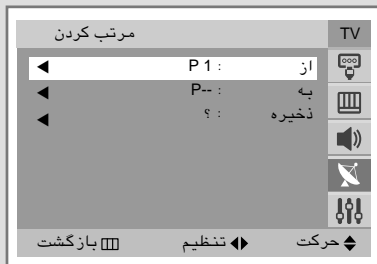 TV مرتب کردن
از : P 1
به : P--
ذخیره : ؟
حرکت تنظیم بازگشت